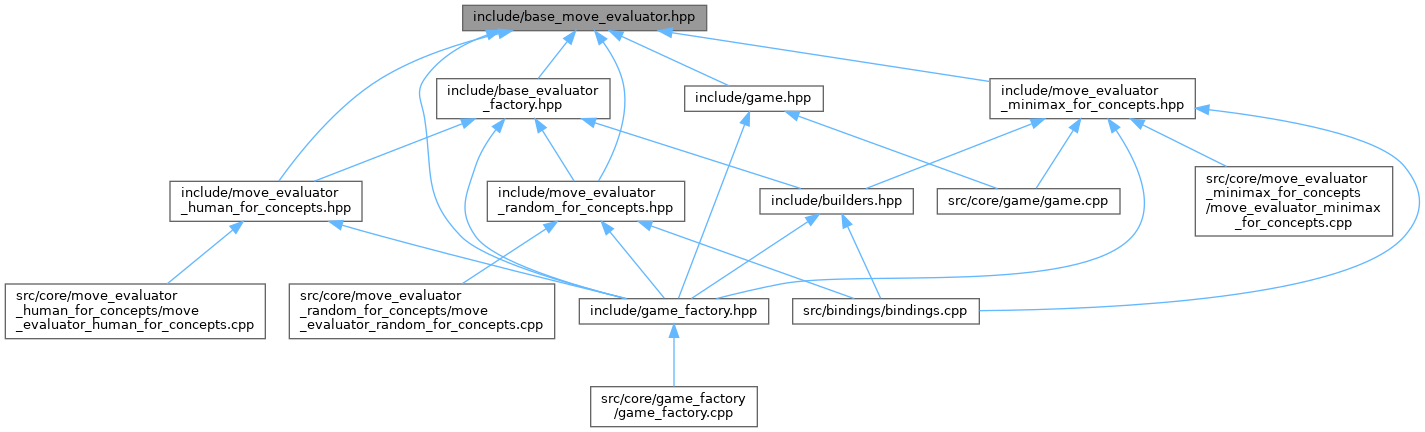 include/base_move_evaluator.hpp
include/base_evaluator
_factory.hpp
include/game.hpp
include/move_evaluator
_minimax_for_concepts.hpp
include/move_evaluator
_human_for_concepts.hpp
include/move_evaluator
_random_for_concepts.hpp
include/builders.hpp
src/core/game/game.cpp
src/core/move_evaluator
_minimax_for_concepts
/move_evaluator_minimax
_for_concepts.cpp
src/core/move_evaluator
_human_for_concepts/move
_evaluator_human_for_concepts.cpp
src/core/move_evaluator
_random_for_concepts/move
_evaluator_random_for_concepts.cpp
include/game_factory.hpp
src/bindings/bindings.cpp
src/core/game_factory
/game_factory.cpp